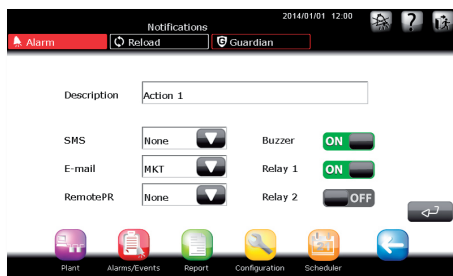 Notifications
2014/01/01 12:00
?
Alarm
Reload
G Guardian
Description
Action 1
SMS
None
Buzzer
ON
E-mail
MKT
Relay 1
ON
RemotePR
None
Relay 2
OFF
Plant
Alarms/Events
Report
Configuration
Scheduler